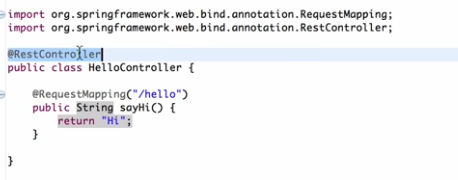 import org.springframework.web.bind.annotation.RequestMapping;
import org.springframework.web.bind.annotation.RestController;
@RestController
public class HelloController {
@RequestMapping("/hello")
public String sayHi() {
return "Hi";
}
}